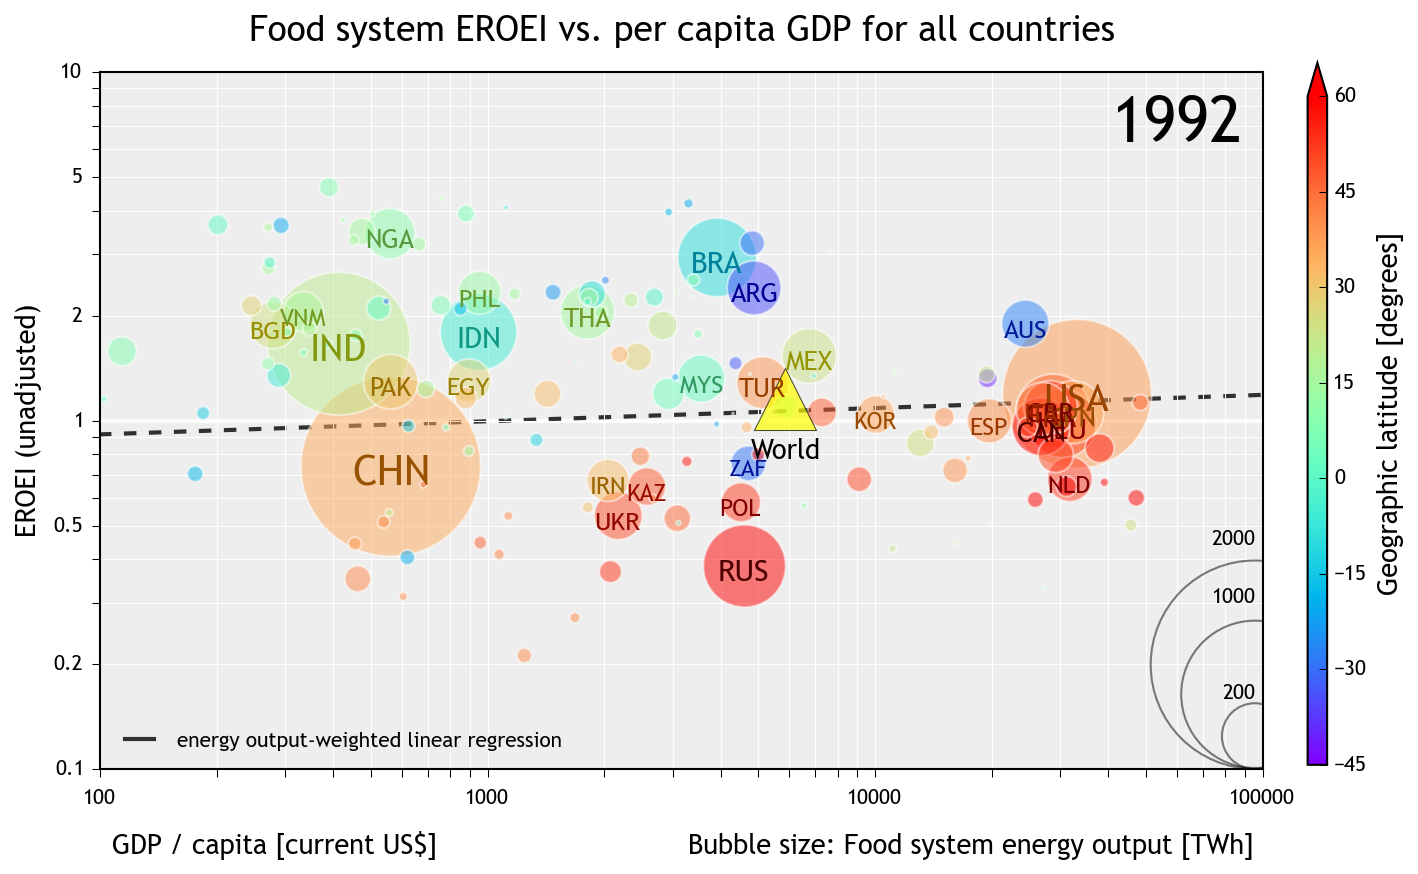 Food system EROEI vs. per capita GDP for all countries
1992
EROEI (unadjusted)
10
5
2
1
0.5
0.2
0.1
NGA
BRA
ARG
PHL
VNM
THA
BGD
IDN
AUS
IND
MEX
PAK
EGY
MYS
TUR
USA
GBR
KOR
ESP
CAN
World
CHN
ZAF
IRN
KAZ
NLD
POL
UKR
RUS
2000
1000
200
energy output-weighted linear regression
100
1000
10000
100000
GDP / capita [current US$]
Bubble size: Food system energy output [TWh]
60
45
30
15
0
−15
−30
−45
Geographic latitude [degrees]